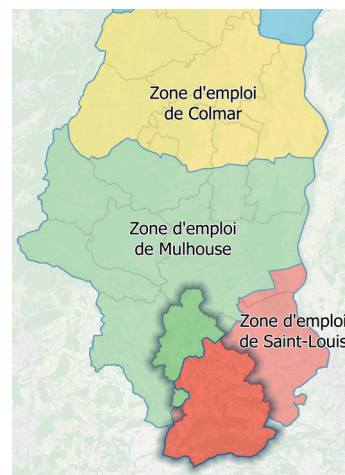 Zone d'emploi
de Colmar
Zone d'emploi
de Mulhouse
Zone d'emploi
de Saint-Louis